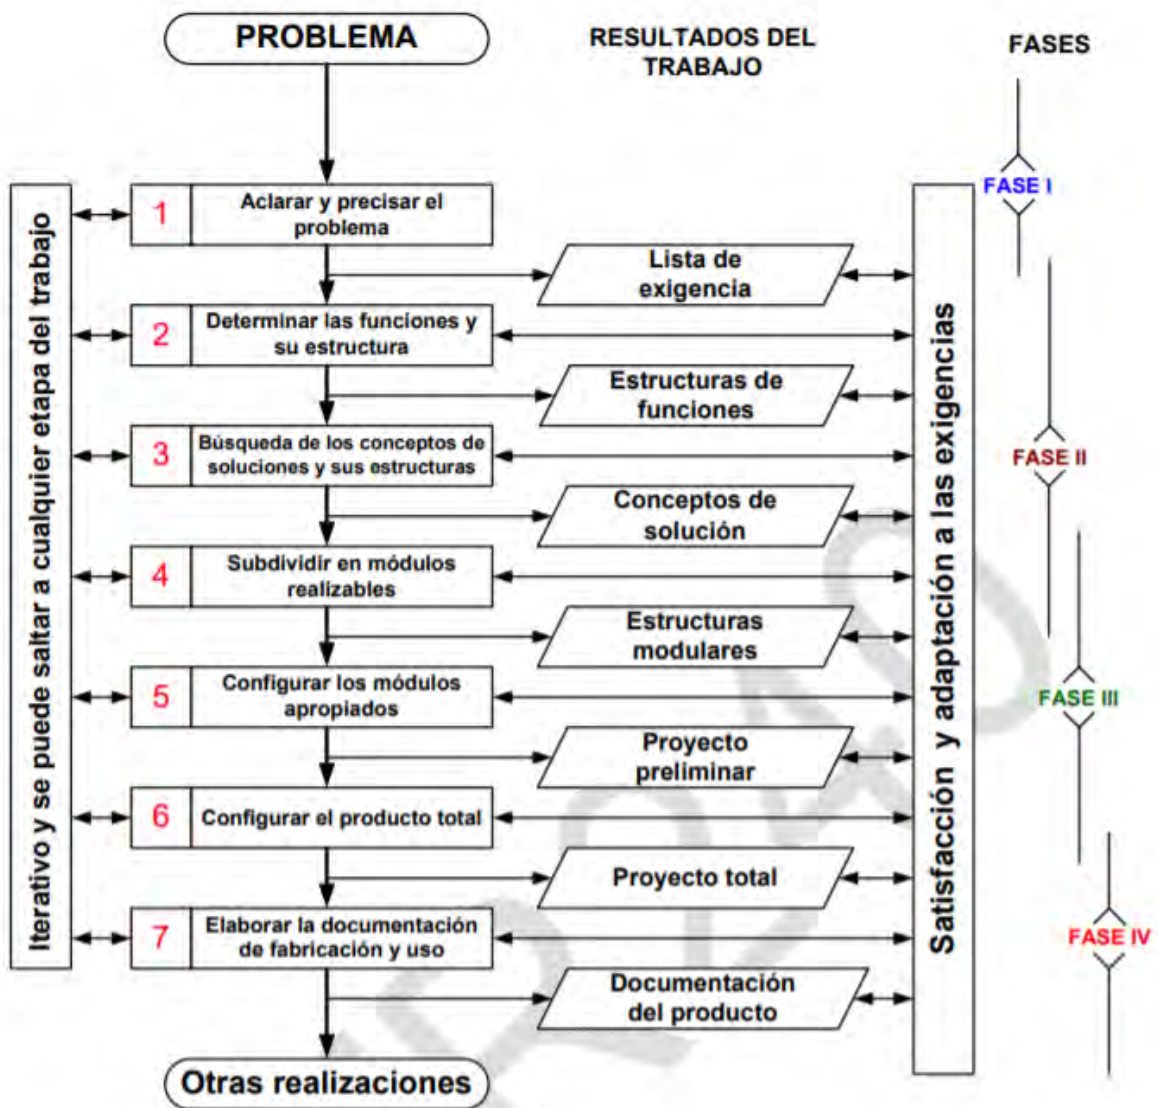 PROBLEMA
RESULTADOS DEL
TRABAJO
FASES
Iterativo y se puede saltar a cualquier etapa del trabajo
1
Aclarar y precisar el
problema
Lista de
exigencia
2
Determinar las funciones y
su estructura
Estructuras de
funciones
3
Búsqueda de los conceptos de
soluciones y sus estructuras
Conceptos de
solución
4
Subdividir en módulos
realizables
Estructuras
modulares
5
Configurar los módulos
apropiados
Proyecto
preliminar
6
Configurar el producto total
Proyecto total
7
Elaborar la documentación
de fabricación y uso
Documentación
del producto
Otras realizaciones
Satisfacción y adaptación a las exigencias
FASE I
FASE II
FASE III
FASE IV